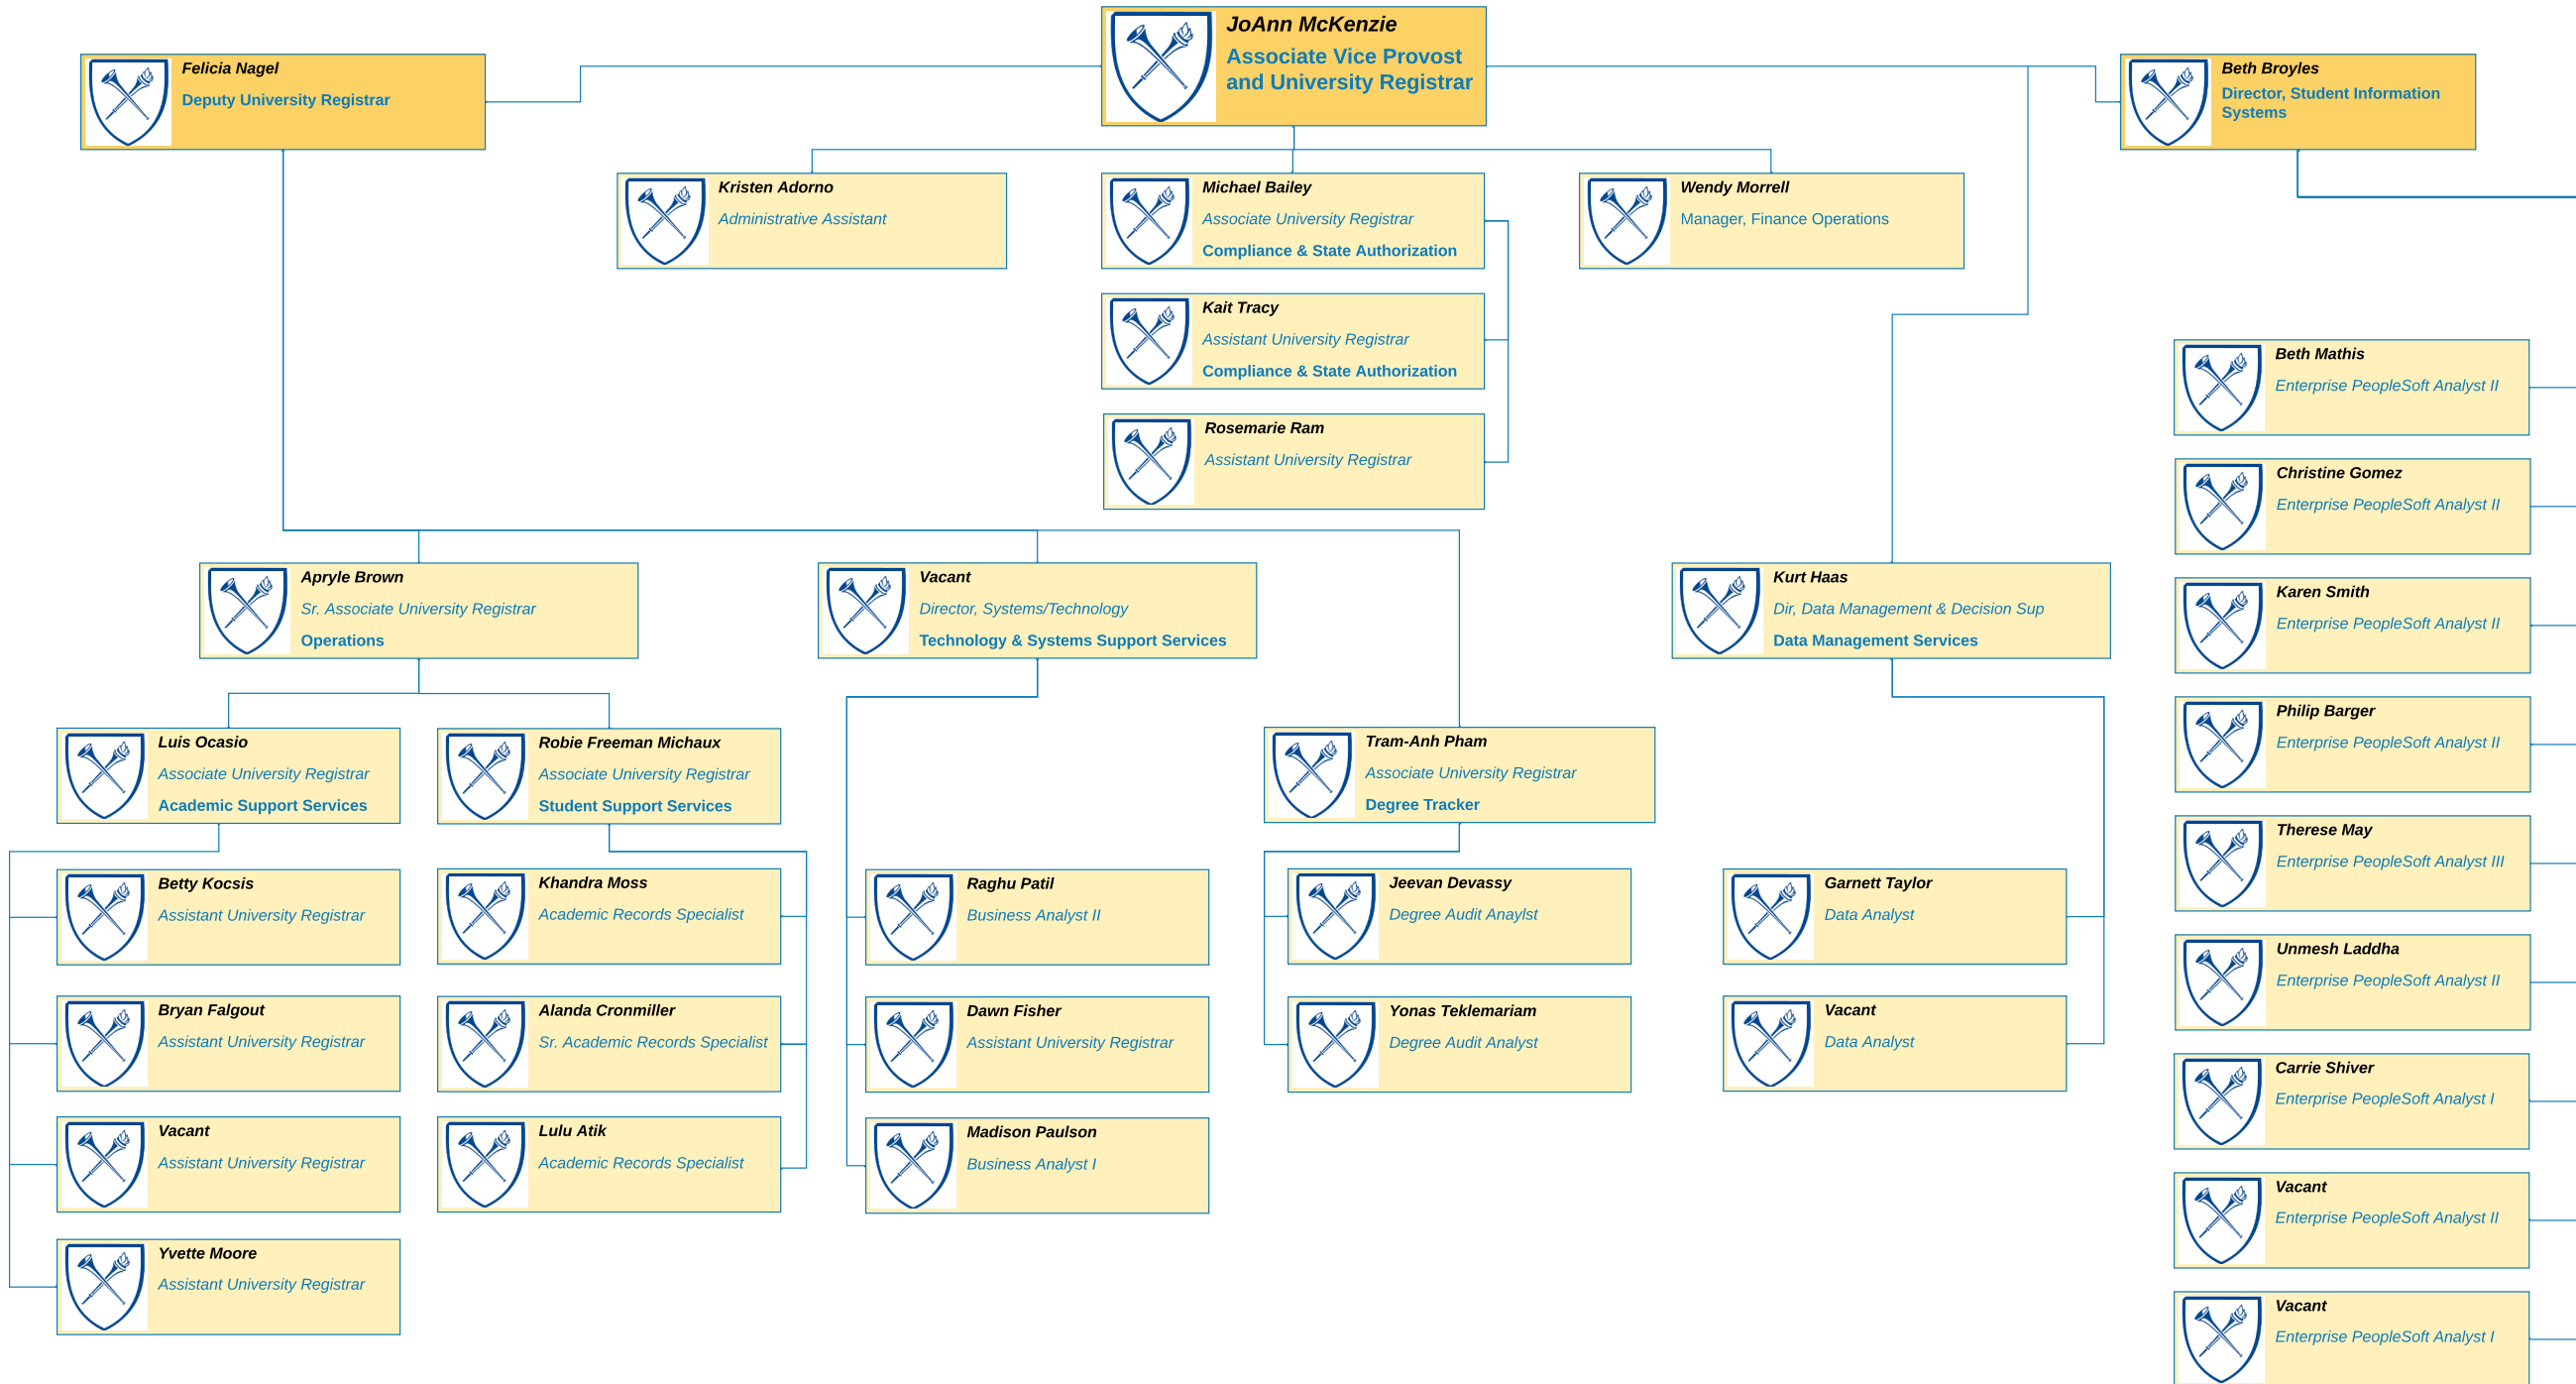 JoAnn McKenzie
Associate Vice Provost
and University Registrar
Felicia Nagel
Deputy University Registrar
Beth Broyles
Director, Student Information
Systems
Kristen Adorno
Administrative Assistant
Michael Bailey
Associate University Registrar
Compliance & State Authorization
Wendy Morrell
Manager, Finance Operations
Kait Tracy
Assistant University Registrar
Compliance & State Authorization
Rosemarie Ram
Assistant University Registrar
Apryle Brown
Sr. Associate University Registrar
Operations
Vacant
Director, Systems/Technology
Technology & Systems Support Services
Kurt Haas
Dir, Data Management & Decision Sup
Data Management Services
Luis Ocasio
Associate University Registrar
Academic Support Services
Robie Freeman Michaux
Associate University Registrar
Student Support Services
Tram-Anh Pham
Associate University Registrar
Degree Tracker
Betty Kocsis
Assistant University Registrar
Bryan Falgout
Assistant University Registrar
Vacant
Assistant University Registrar
Yvette Moore
Assistant University Registrar
Khandra Moss
Academic Records Specialist
Alanda Cronmiller
Sr. Academic Records Specialist
Lulu Atik
Academic Records Specialist
Raghu Patil
Business Analyst II
Dawn Fisher
Assistant University Registrar
Madison Paulson
Business Analyst I
Jeevan Devassy
Degree Audit Anaylst
Yonas Teklemariam
Degree Audit Analyst
Garnett Taylor
Data Analyst
Vacant
Data Analyst
Beth Mathis
Enterprise PeopleSoft Analyst II
Christine Gomez
Enterprise PeopleSoft Analyst II
Karen Smith
Enterprise PeopleSoft Analyst II
Philip Barger
Enterprise PeopleSoft Analyst II
Therese May
Enterprise PeopleSoft Analyst III
Unmesh Laddha
Enterprise PeopleSoft Analyst II
Carrie Shiver
Enterprise PeopleSoft Analyst I
Vacant
Enterprise PeopleSoft Analyst II
Vacant
Enterprise PeopleSoft Analyst I